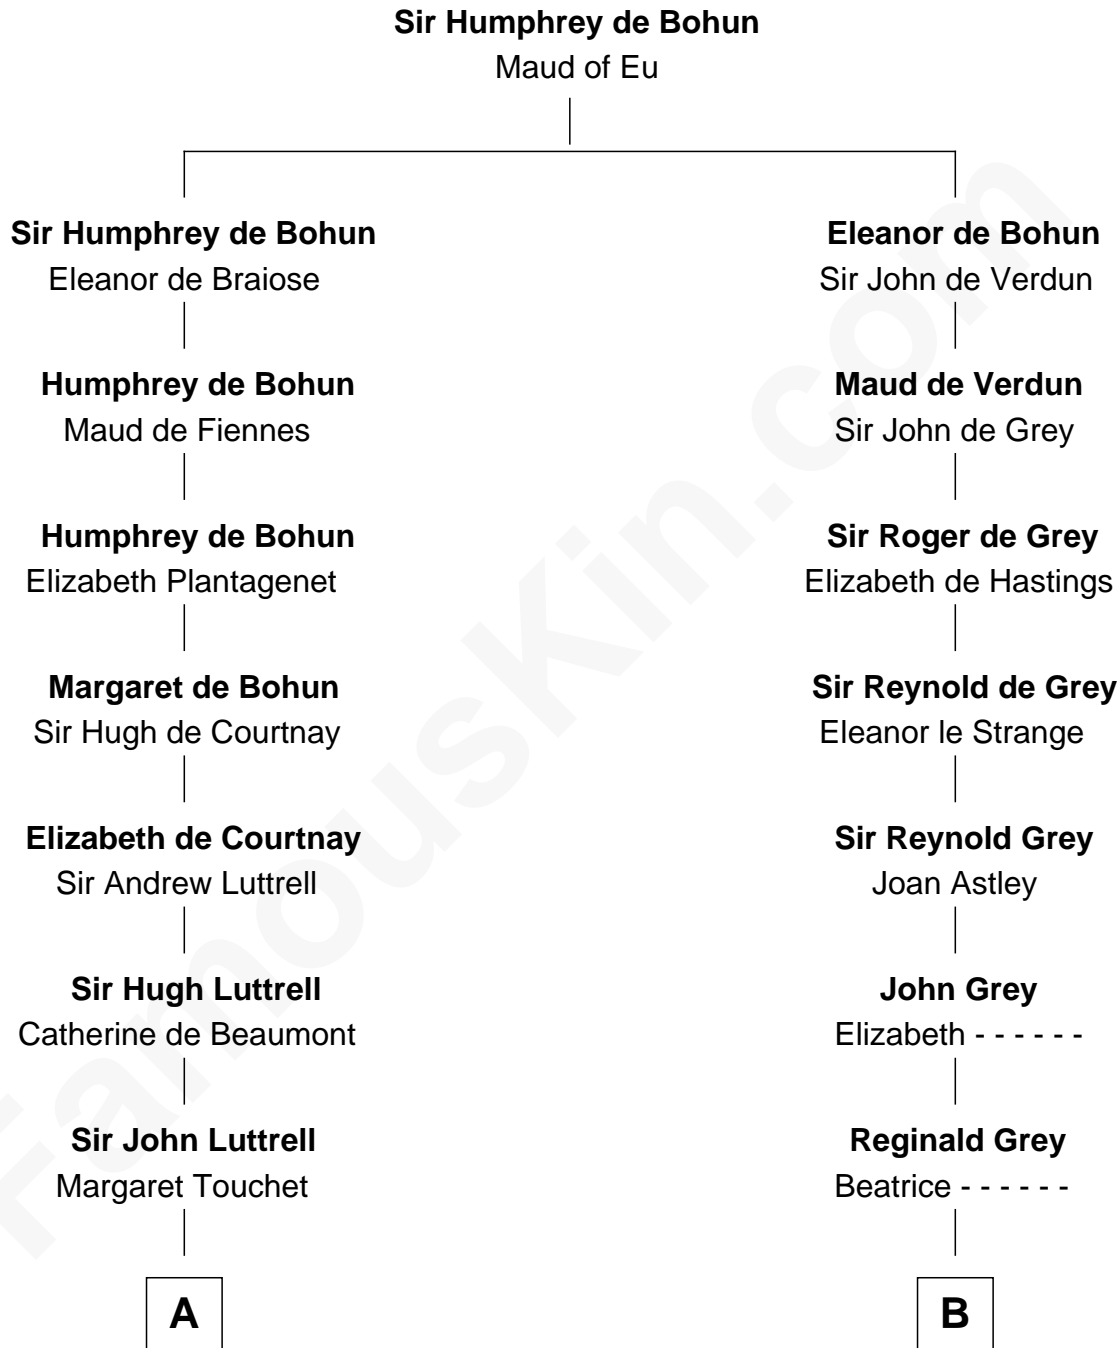 Sir Humphrey de Bohun
Maud of Eu
Sir Humphrey de Bohun
Eleanor de Braiose
Humphrey de Bohun
Maud de Fiennes
Humphrey de Bohun
Elizabeth Plantagenet
Margaret de Bohun
Sir Hugh de Courtnay
Elizabeth de Courtnay
Sir Andrew Luttrell
Sir Hugh Luttrell
Catherine de Beaumont
Sir John Luttrell
Margaret Touchet
A
Eleanor de Bohun
Sir John de Verdun
Maud de Verdun
Sir John de Grey
Sir Roger de Grey
Elizabeth de Hastings
Sir Reynold de Grey
Eleanor le Strange
Sir Reynold Grey
Joan Astley
John Grey
Elizabeth - - - - - -
Reginald Grey
Beatrice - - - - - -
B
FamousKin.com